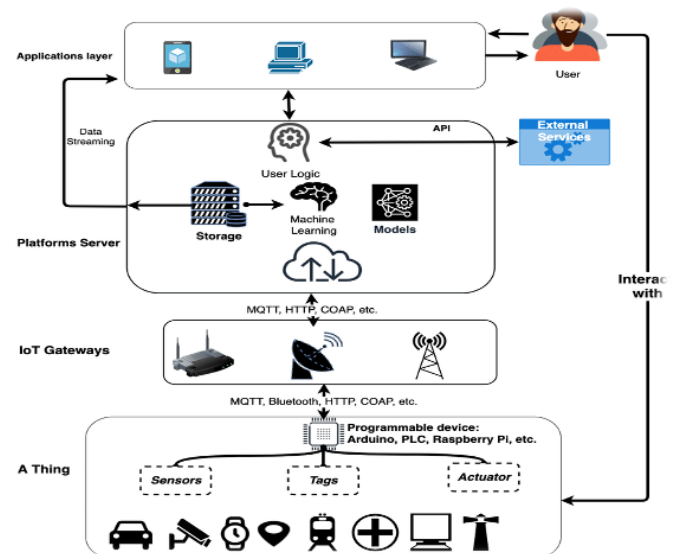 Applications layer
User
Data
Streaming
API
External
Services
User Logic
Machine
Learning
Models
Storage
Platforms Server
Interac
with
MQTT, HTTP, COAP, etc.
IoT Gateways
MQTT, Bluetooth, HTTP, COAP, etc.
Programmable device:
Arduino, PLC, Raspberry Pi, etc.
A Thing
Sensors
Tags
Actuator